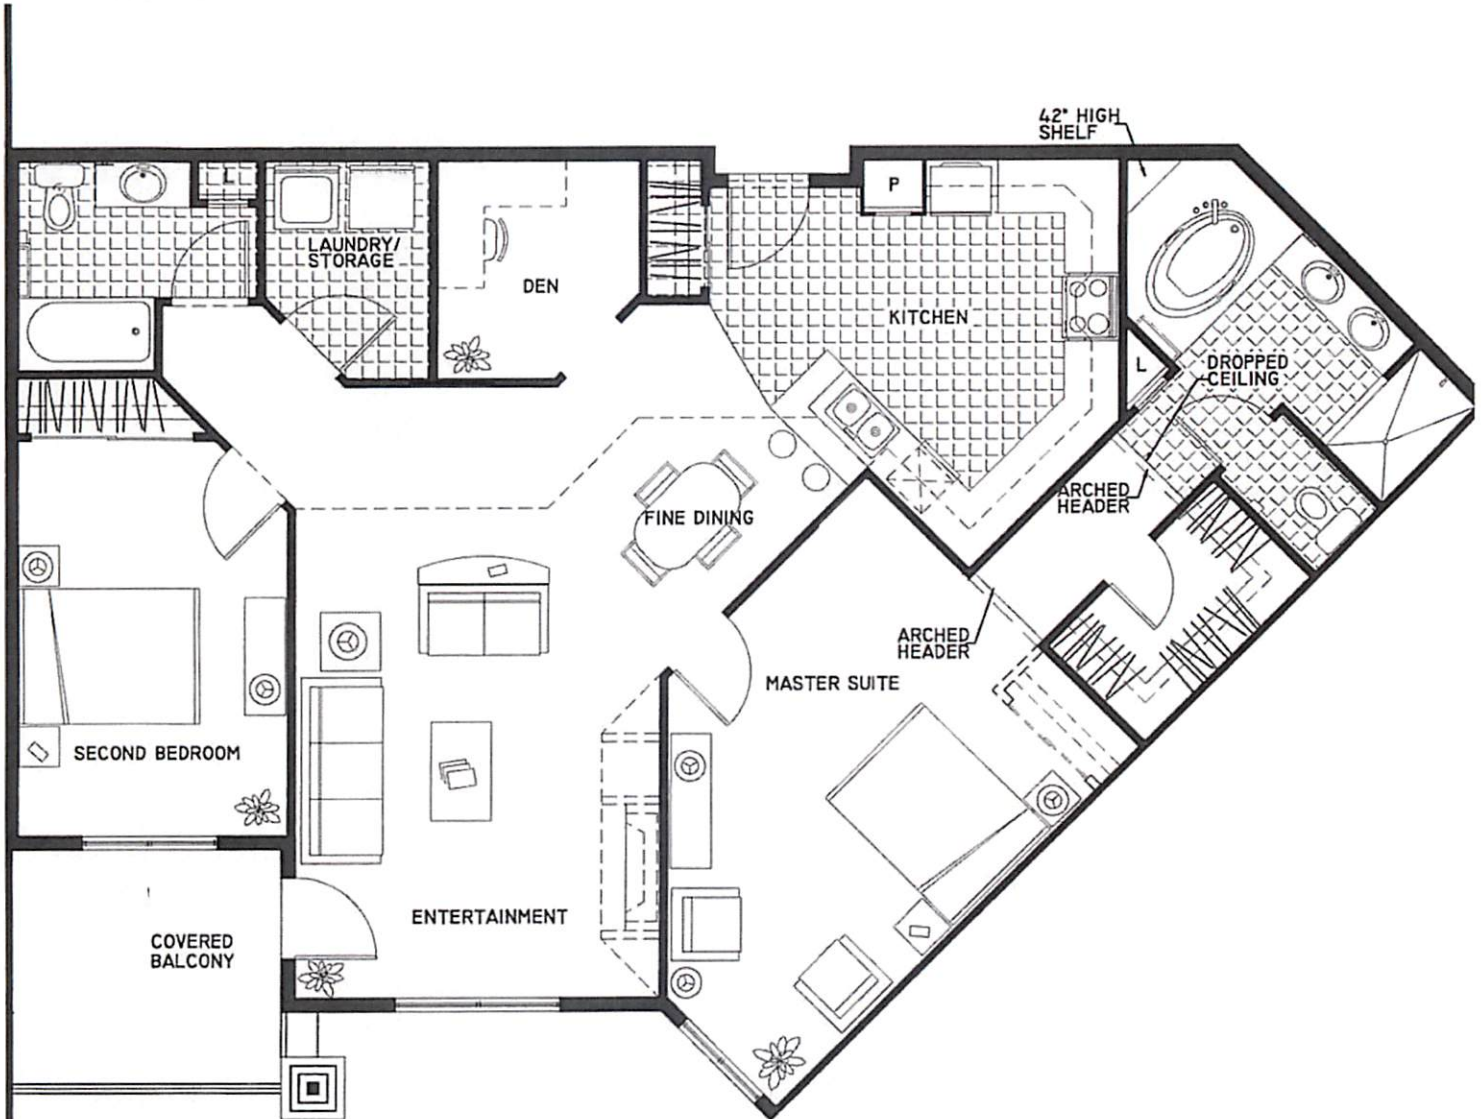 42" HIGH
SHELF
L
P
LAUNDRY/
STORAGE
DEN
KITCHEN
L
DROPPED
CEILING
ARCHED
HEADER
FINE DINING
ARCHED
HEADER
MASTER SUITE
SECOND BEDROOM
ENTERTAINMENT
COVERED
BALCONY